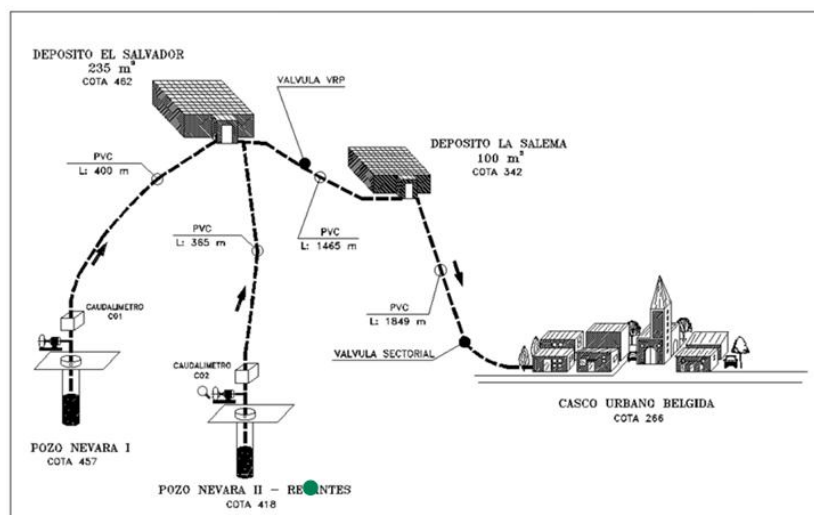 DEPOSITO EL SALVADOR
235 m³
COTA 462
VALVULA VRP
DEPOSITO LA SALEMA
100 m³
COTA 342
PVC
L: 400 m
PVC
L: 365 m
PVC
L: 1465 m
PVC
L: 1849 m
CAUDALIMETRO
C01
CAUDALIMETRO
C02
VALVULA SECTORIAL
CASCO URBANO BELGIDA
COTA 266
POZO NEVARA I
COTA 457
POZO NEVARA II –
COTA 418